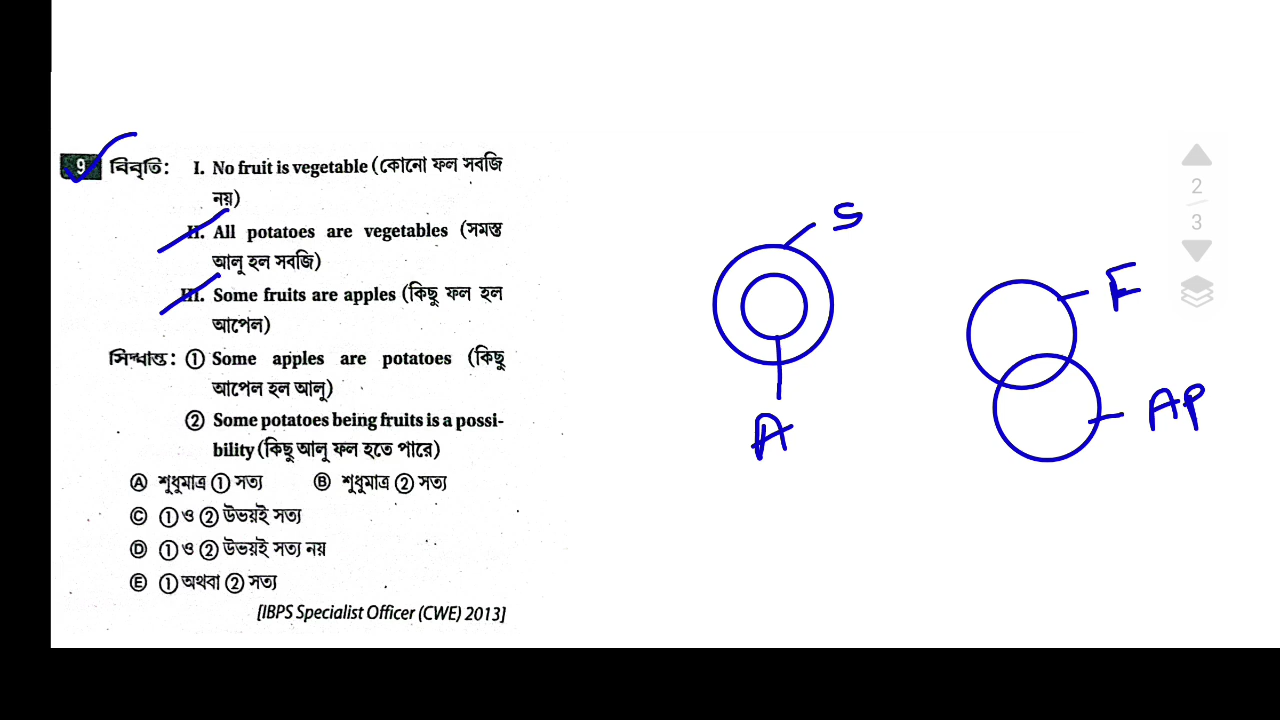 9 বিবৃতি: I. No fruit is vegetable (কোনো ফল সবজি
নয়)
II. All potatoes are vegetables (সমস্ত
আলু হল সবজি)
III. Some fruits are apples (কিছু ফল হল
আপেল)
সিদ্ধান্ত: ① Some apples are potatoes (কিছু
আপেল হল আলু)
② Some potatoes being fruits is a possi-
bility (কিছু আলু ফল হতে পারে)
Ⓐ শুধুমাত্র ① সত্য Ⓑ শুধুমাত্র ② সত্য
Ⓒ ① ও ② উভয়ই সত্য
Ⓓ ① ও ② উভয়ই সত্য নয়
Ⓔ ① অথবা ② সত্য
[IBPS Specialist Officer (CWE) 2013]
S
A
F
AP
2
3